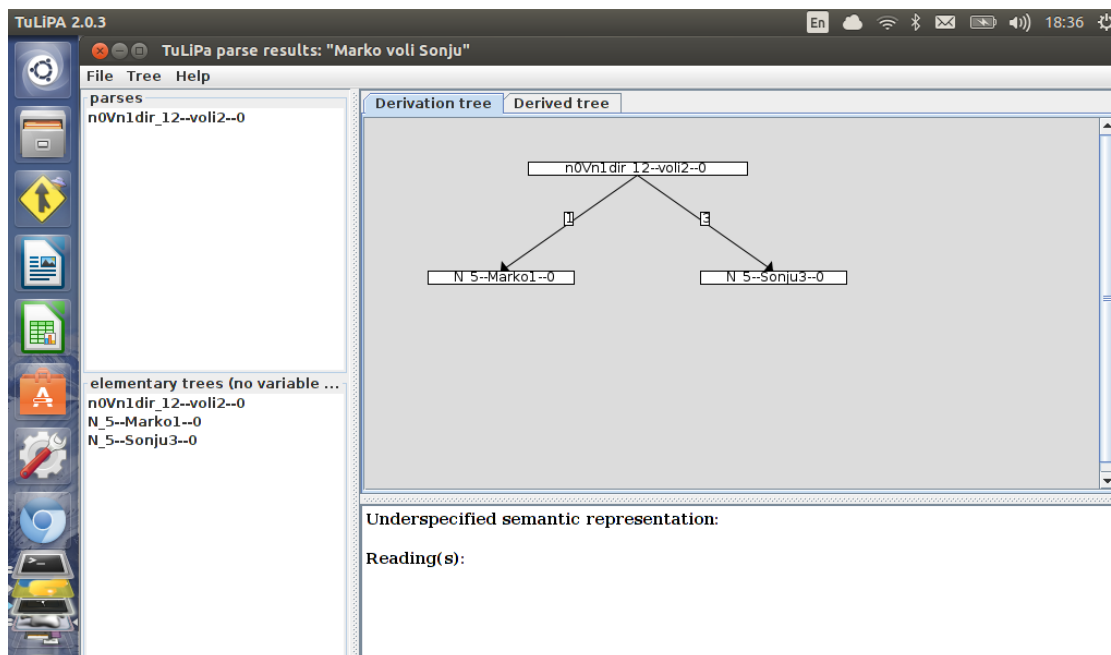 TuLiPA 2.0.3
En
18:36
TuLiPa parse results: "Marko voli Sonju"
File Tree Help
parses
n0Vn1dir_12--voli2--0
elementary trees (no variable ...
n0Vn1dir_12--voli2--0
N_5--Marko1--0
N_5--Sonju3--0
Derivation tree Derived tree
n0Vn1dir_12--voli2--0
1 3
N_5--Marko1--0 N_5--Sonju3--0
Underspecified semantic representation:
Reading(s):